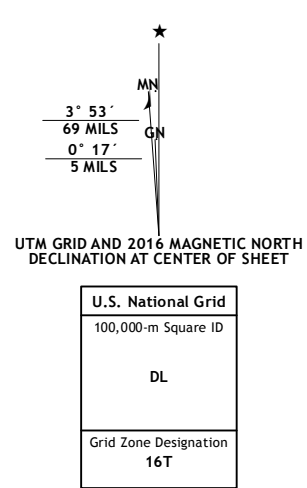 MN
3° 53´
69 MILS
GN
0° 17´
5 MILS
UTM GRID AND 2016 MAGNETIC NORTH
DECLINATION AT CENTER OF SHEET
U.S. National Grid
100,000-m Square ID
DL
Grid Zone Designation
16T